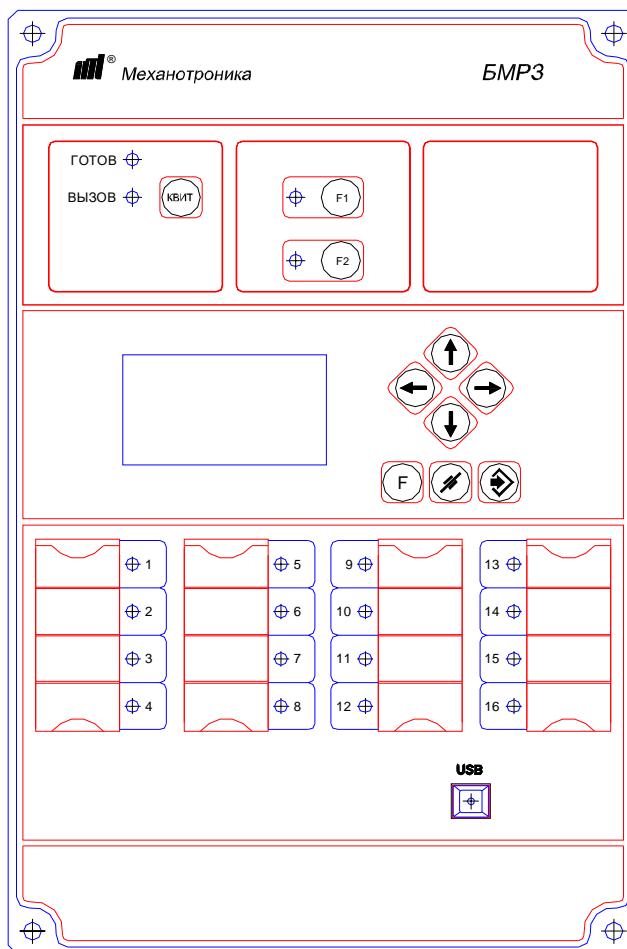 ® Механотроника БМРЗ
ГОТОВ
ВЫЗОВ КВИТ F1
F2
F
1 5 9 13
2 6 10 14
3 7 11 15
4 8 12 16
USB